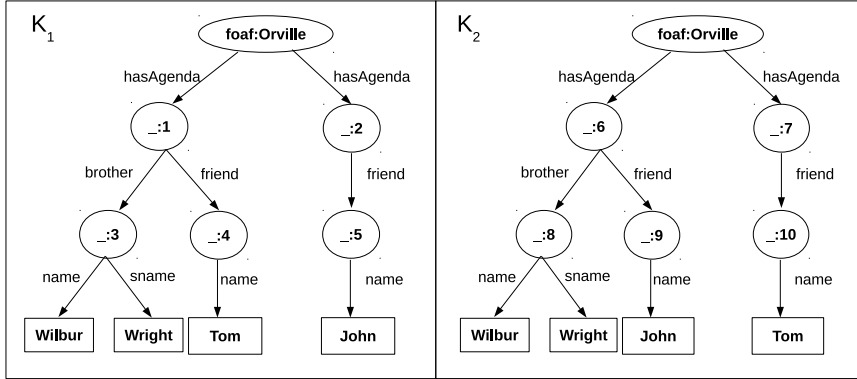 K1
foaf:Orville
hasAgenda hasAgenda
_:1 _:2
brother friend friend
_:3 _:4 _:5
name sname name name
Wilbur Wright Tom John
K2
foaf:Orville
hasAgenda hasAgenda
_:6 _:7
brother friend friend
_:8 _:9 _:10
name sname name name
Wilbur Wright John Tom